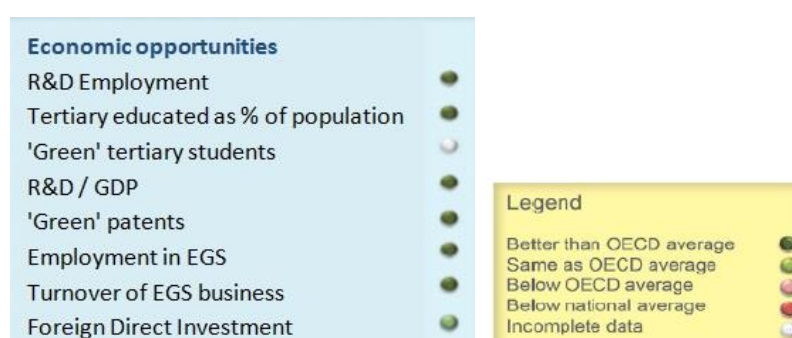 Economic opportunities
R&D Employment
Tertiary educated as % of population
'Green' tertiary students
R&D / GDP
'Green' patents
Employment in EGS
Turnover of EGS business
Foreign Direct Investment
Legend
Better than OECD average
Same as OECD average
Below OECD average
Below national average
Incomplete data